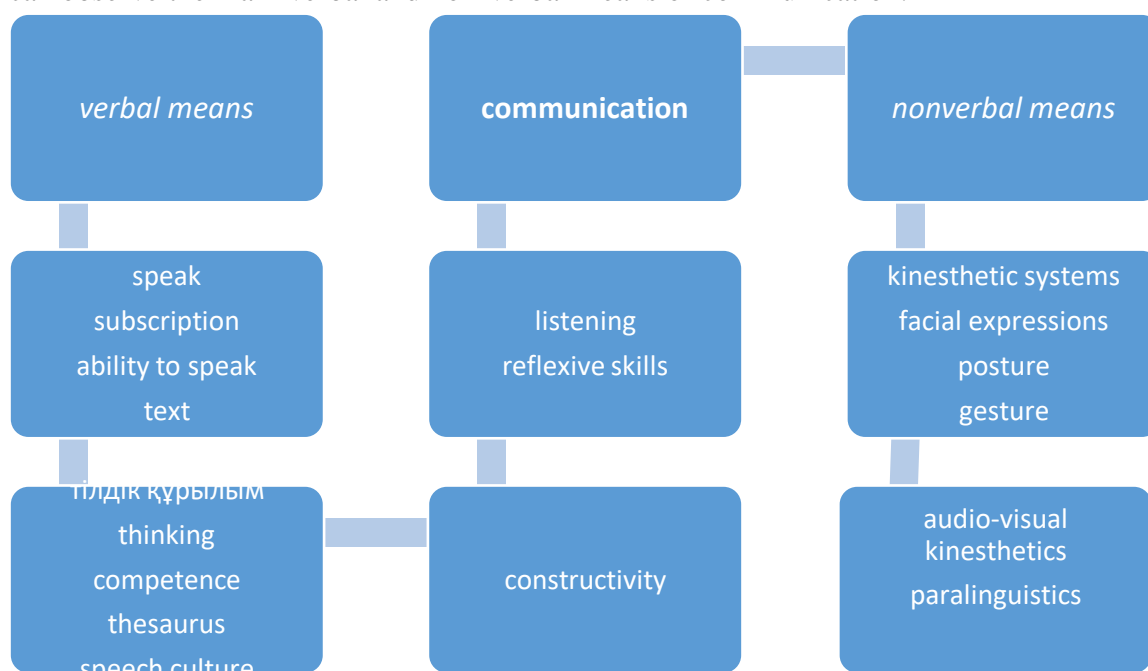 verbal means
communication
nonverbal means
speak
subscription
ability to speak
text
listening
reflexive skills
kinesthetic systems
facial expressions
posture
gesture
тілдік құрылым
thinking
competence
thesaurus
speech culture
constructivity
audio-visual
kinesthetics
paralinguistics